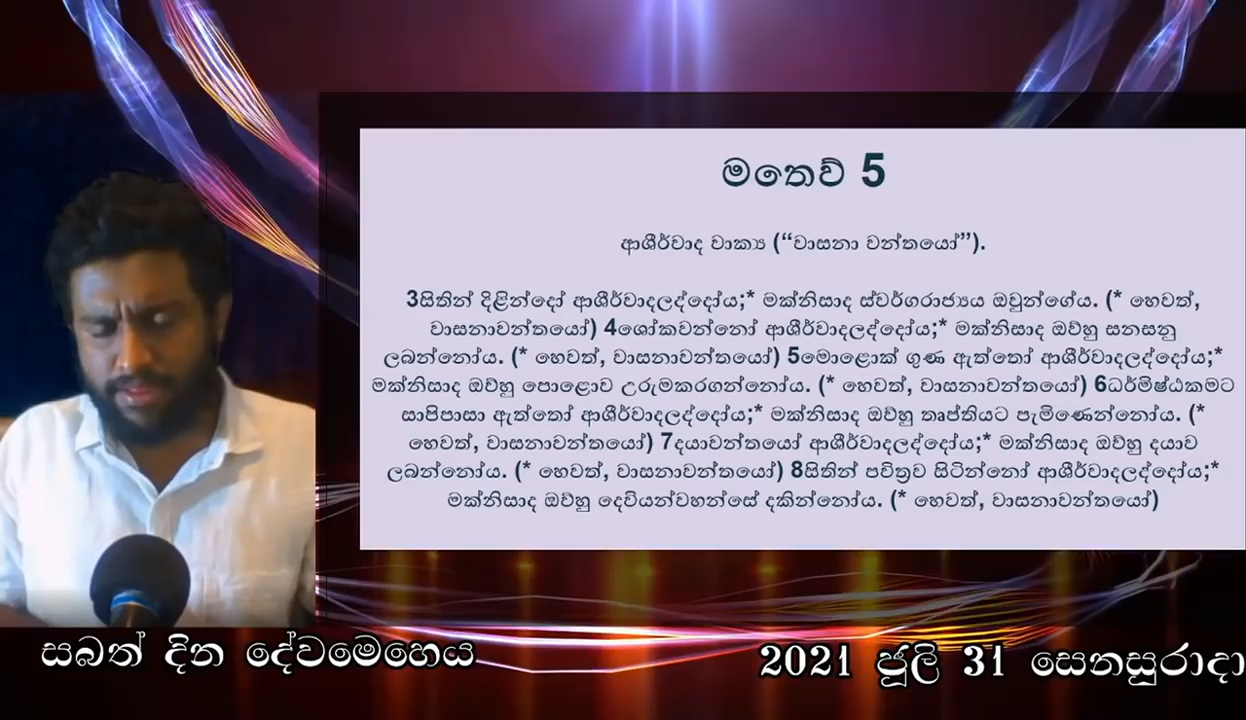 මතෙව් 5
ආශීර්වාද වාක්‍ය (“වාසනා වන්තයෝ”).
3සිතින් දිළින්දෝ ආශීර්වාදලද්දෝය;* මක්නිසාද ස්වර්ගරාජ්‍යය ඔවුන්ගේය. (* හෙවත්,
වාසනාවන්තයෝ) 4ශෝකවන්නෝ ආශීර්වාදලද්දෝය;* මක්නිසාද ඔව්හු සනසනු
ලබන්නෝය. (* හෙවත්, වාසනාවන්තයෝ) 5මොළොක් ගුණ ඇත්තෝ ආශීර්වාදලද්දෝය;*
මක්නිසාද ඔව්හු පොළොව උරුමකරගන්නෝය. (* හෙවත්, වාසනාවන්තයෝ) 6ධර්මිෂ්ඨකමට
සාපිපාසා ඇත්තෝ ආශීර්වාදලද්දෝය;* මක්නිසාද ඔව්හු තෘප්තියට පැමිණෙන්නෝය. (*
හෙවත්, වාසනාවන්තයෝ) 7දයාවන්තයෝ ආශීර්වාදලද්දෝය;* මක්නිසාද ඔව්හු දයාව
ලබන්නෝය. (* හෙවත්, වාසනාවන්තයෝ) 8සිතින් පවිත්‍රව සිටින්නෝ ආශීර්වාදලද්දෝය;*
මක්නිසාද ඔව්හු දෙවියන්වහන්සේ දකින්නෝය. (* හෙවත්, වාසනාවන්තයෝ)
සබත් දින දේවමෙහෙය
2021 ජූලි 31 සෙනසුරාදා